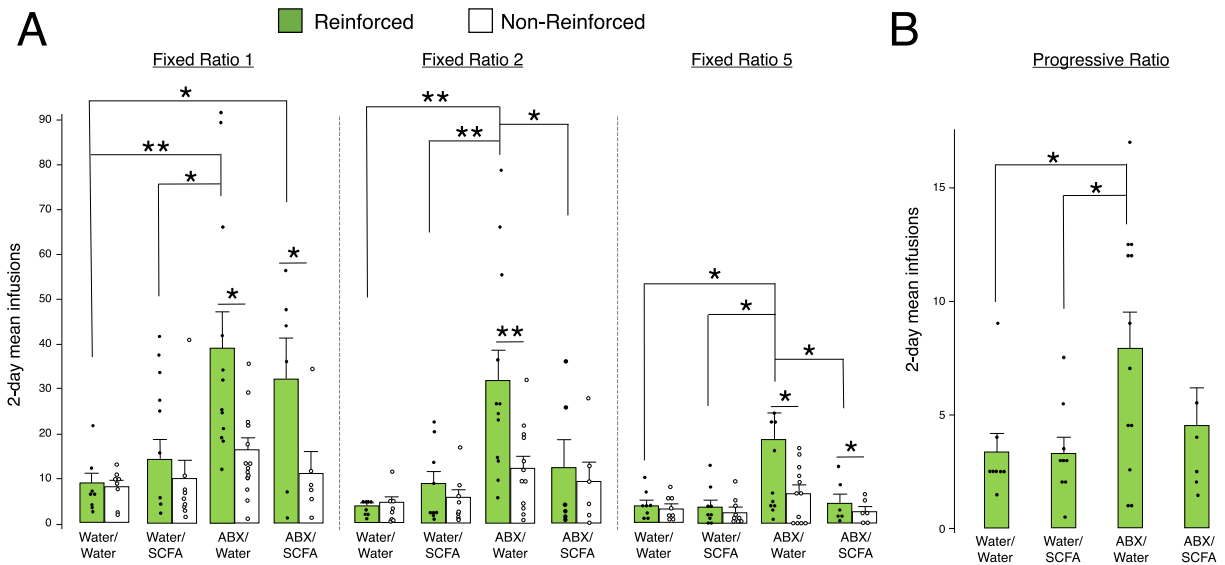 A
Reinforced
Non-Reinforced
B
Fixed Ratio 1
Fixed Ratio 2
Fixed Ratio 5
Progressive Ratio
2-day mean infusions
90
80
70
60
50
40
30
20
10
0
*
**
*
*
*
**
**
*
**
*
*
*
*
*
Water/
Water
Water/
SCFA
ABX/
Water
ABX/
SCFA
Water/
Water
Water/
SCFA
ABX/
Water
ABX/
SCFA
Water/
Water
Water/
SCFA
ABX/
Water
ABX/
SCFA
2-day mean infusions
15
10
5
0
*
*
Water/
Water
Water/
SCFA
ABX/
Water
ABX/
SCFA